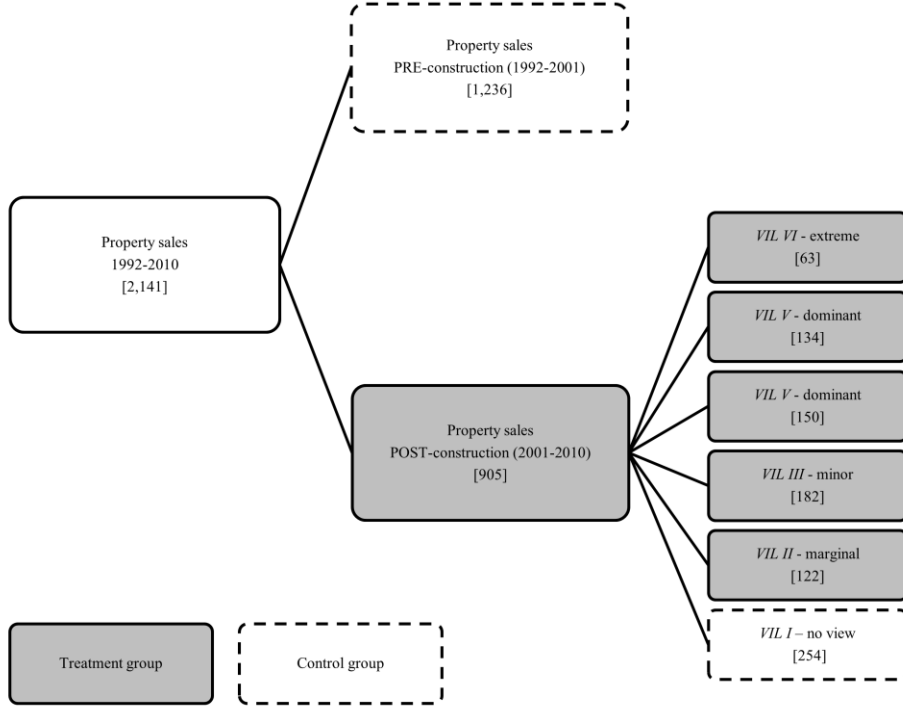 Property sales
PRE-construction (1992-2001)
[1,236]
Property sales
1992-2010
[2,141]
VIL VI - extreme
[63]
VIL V - dominant
[134]
VIL V - dominant
[150]
Property sales
POST-construction (2001-2010)
[905]
VIL III - minor
[182]
VIL II - marginal
[122]
VIL I – no view
[254]
Treatment group
Control group